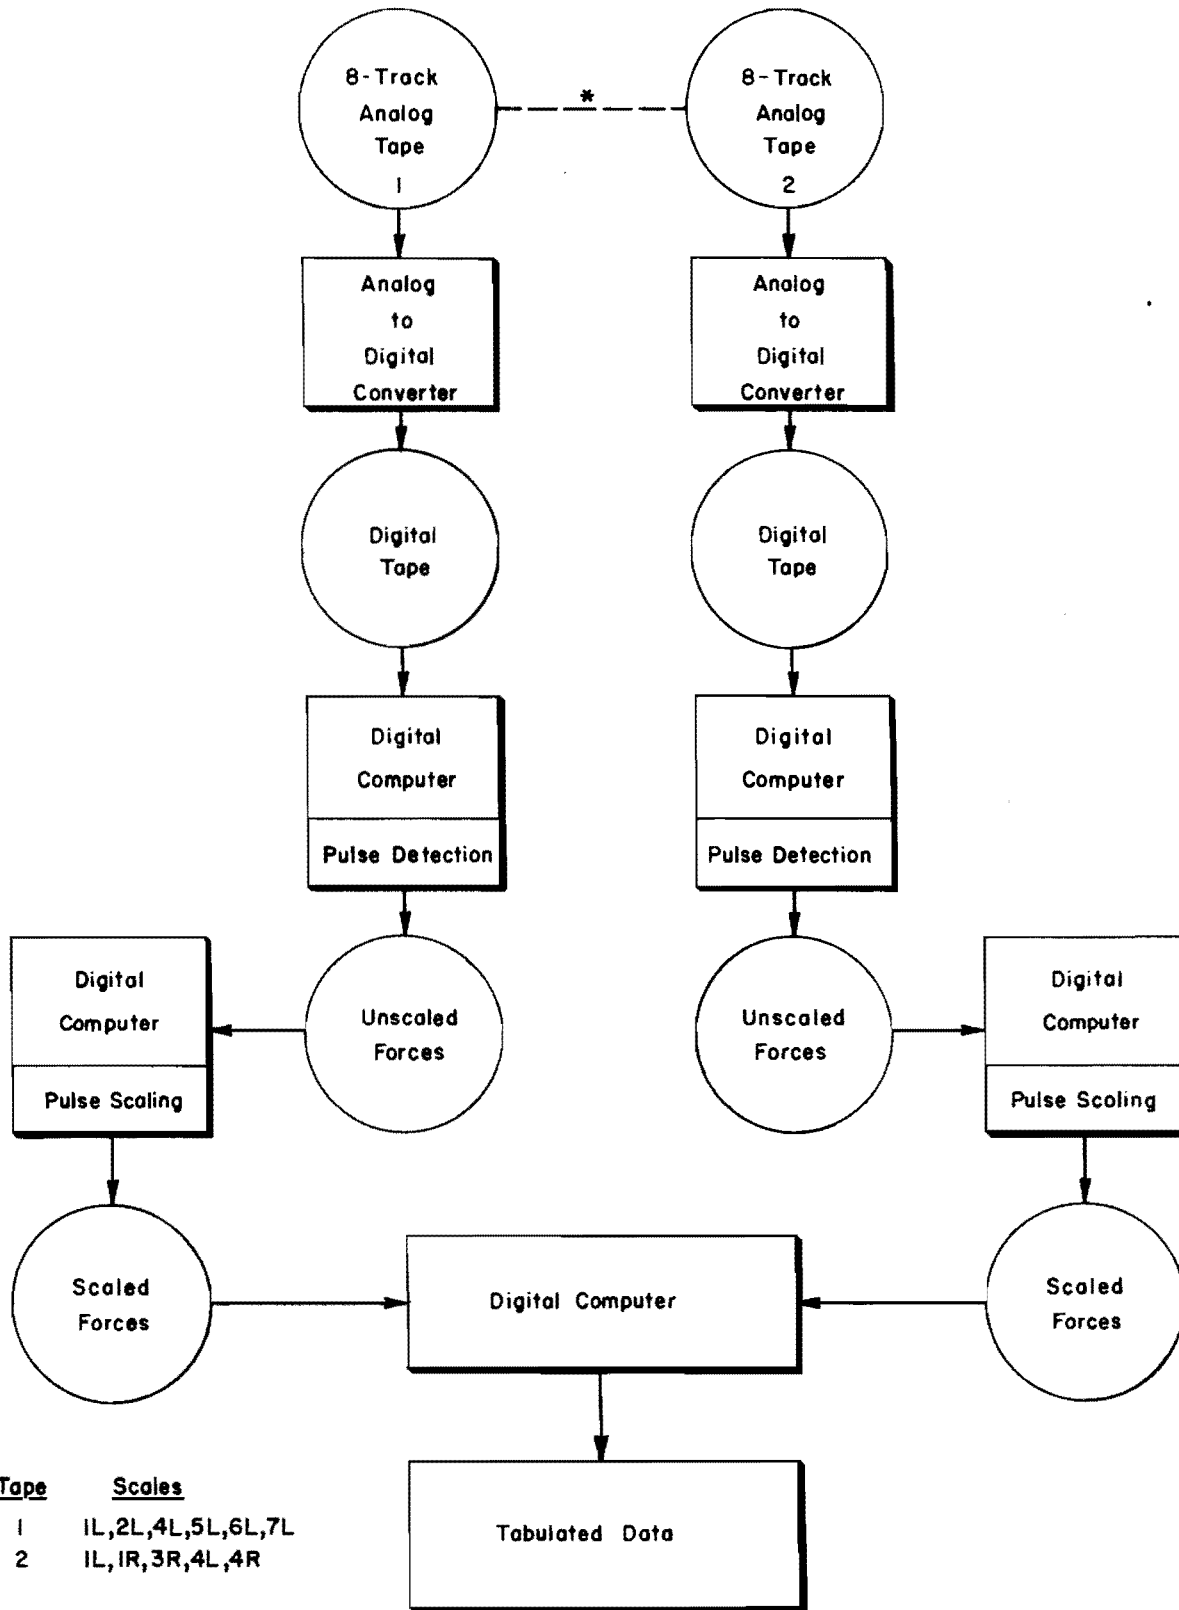 8-Track
Analog
Tape
1
*
8-Track
Analog
Tape
2
Analog
to
Digital
Converter
Analog
to
Digital
Converter
Digital
Tape
Digital
Tape
Digital
Computer
Pulse Detection
Digital
Computer
Pulse Detection
Digital
Computer
Pulse Scaling
Unscaled
Forces
Unscaled
Forces
Digital
Computer
Pulse Scoling
Scaled
Forces
Digital Computer
Scaled
Forces
Tabulated Data
Tape Scales
1 1L,2L,4L,5L,6L,7L
2 1L,1R,3R,4L,4R